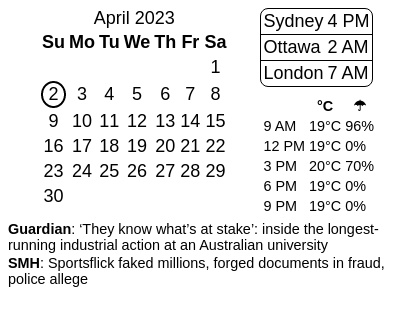 April 2023
Su Mo Tu We Th Fr Sa
1
2 3 4 5 6 7 8
9 10 11 12 13 14 15
16 17 18 19 20 21 22
23 24 25 26 27 28 29
30
Sydney 4 PM
Ottawa 2 AM
London 7 AM
°C ☂
9 AM 19°C 96%
12 PM 19°C 0%
3 PM 20°C 70%
6 PM 19°C 0%
9 PM 19°C 0%
Guardian: ‘They know what’s at stake’: inside the longest-
running industrial action at an Australian university
SMH: Sportsflick faked millions, forged documents in fraud,
police allege